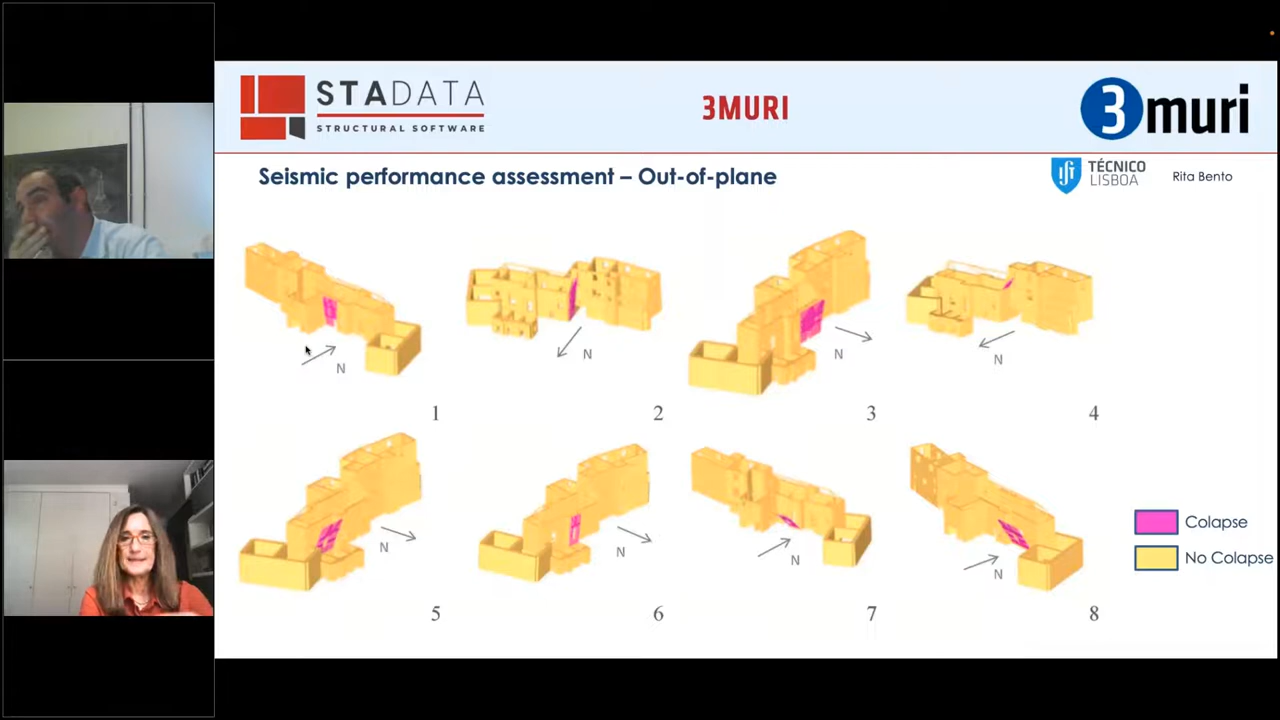 STADATA
STRUCTURAL SOFTWARE
3MURI
3muri
Seismic performance assessment – Out-of-plane
TÉCNICO
LISBOA
Rita Bento
N
N
N
N
1
2
3
4
N
N
N
N
5
6
7
8
Colapse
No Colapse